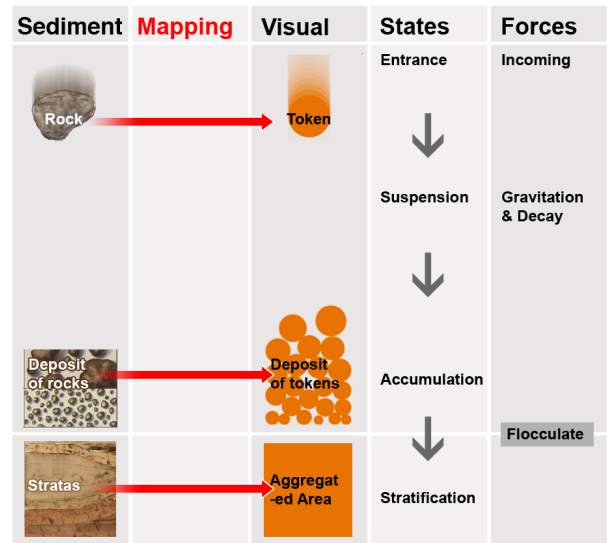 Sediment Mapping Visual States Forces
Entrance Incoming
Rock Token
Suspension Gravitation
& Decay
Deposit Deposit
of rocks of tokens
Accumulation
Flocculate
Stratas Aggregat
-ed Area
Stratification